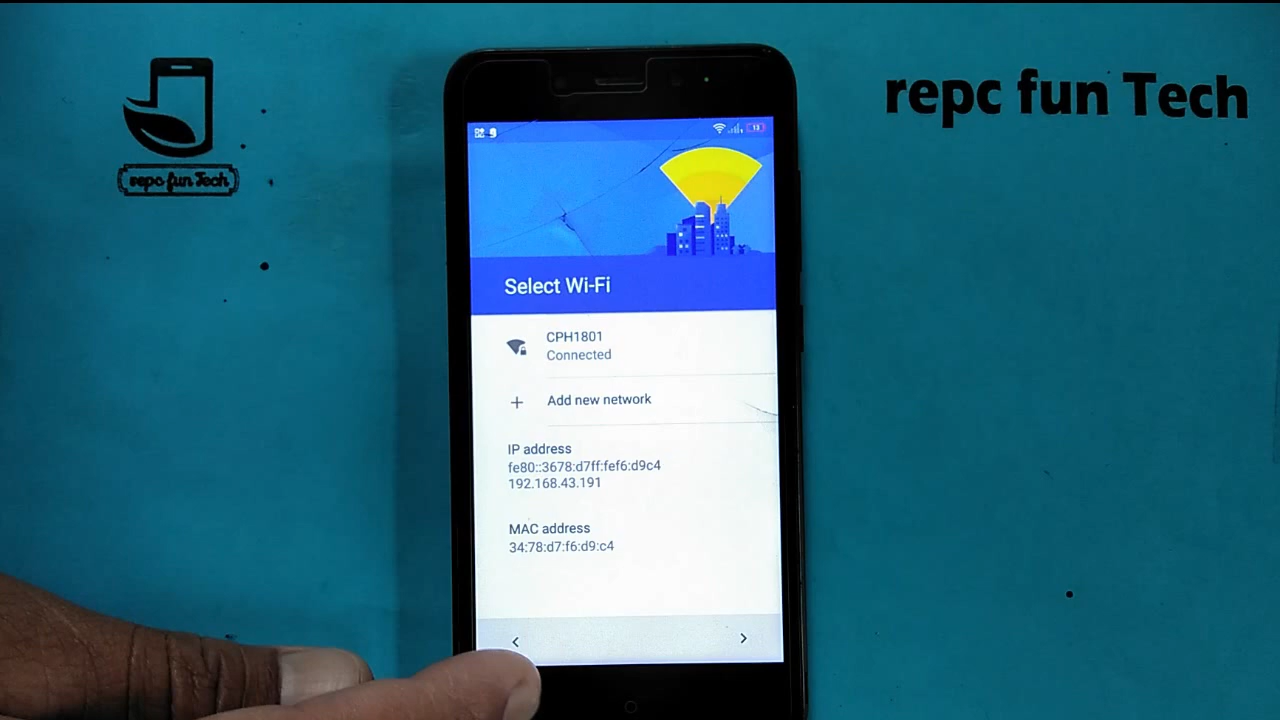 repc fun Tech
repc fun Tech
13
Select Wi-Fi
CPH1801
Connected
Add new network
IP address
fe80::3678:d7ff:fef6:d9c4
192.168.43.191
MAC address
34:78:d7:f6:d9:c4